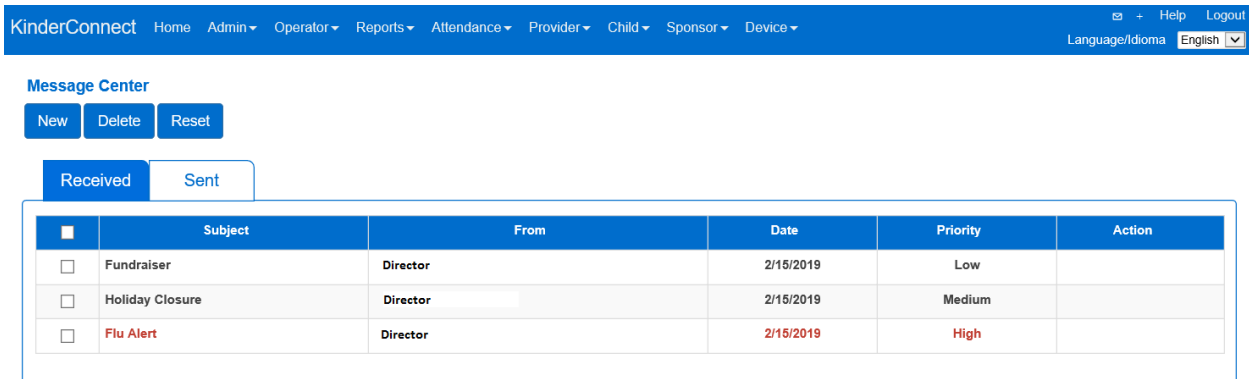 KinderConnect Home Admin Operator Reports Attendance Provider Child Sponsor Device + Help Logout
Language/Idioma English
Message Center
New Delete Reset
Received Sent
Subject From Date Priority Action
Fundraiser Director 2/15/2019 Low
Holiday Closure Director 2/15/2019 Medium
Flu Alert Director 2/15/2019 High